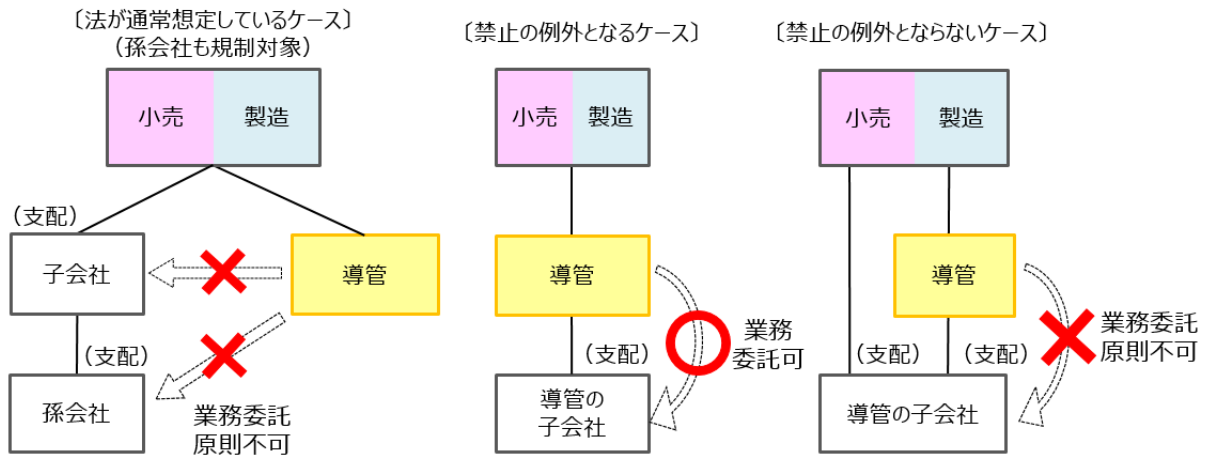 〔法が通常想定しているケース〕
（孫会社も規制対象）
小売
製造
（支配）
子会社
導管
（支配）
孫会社
業務委託
原則不可
〔禁止の例外となるケース〕
小売
製造
導管
業務
委託可
（支配）
導管の
子会社
〔禁止の例外とならないケース〕
小売
製造
導管
業務委託
原則不可
（支配）
（支配）
導管の子会社